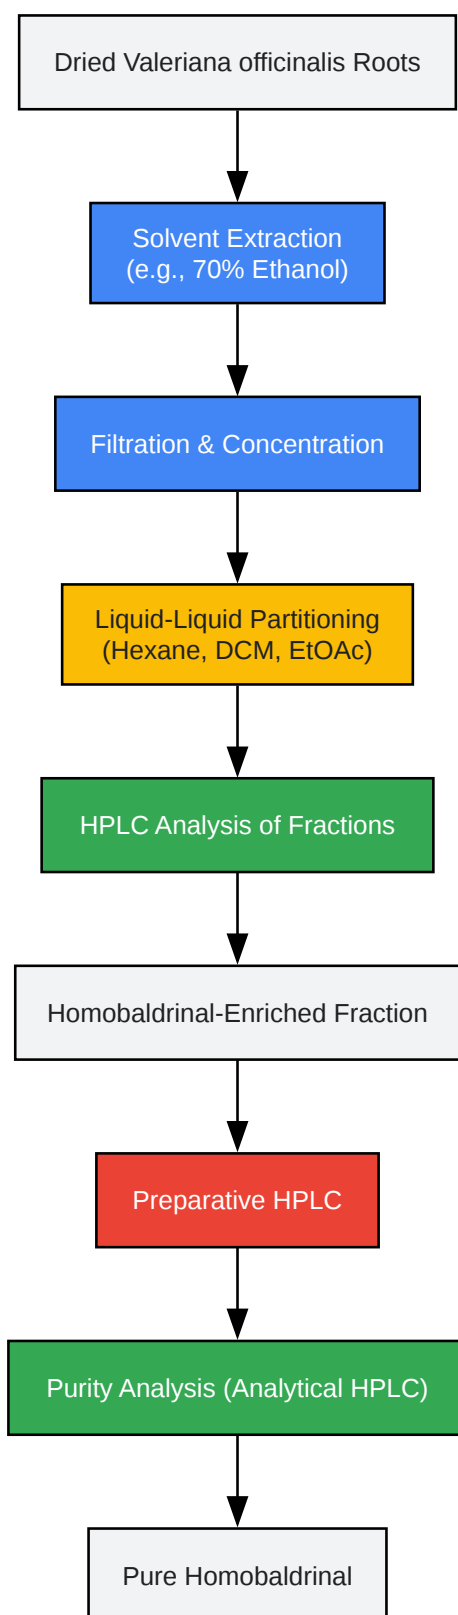 Dried Valeriana officinalis Roots
Solvent Extraction
(e.g., 70% Ethanol)
Filtration & Concentration
Liquid-Liquid Partitioning
(Hexane, DCM, EtOAc)
HPLC Analysis of Fractions
Homobaldrinal-Enriched Fraction
Preparative HPLC
Purity Analysis (Analytical HPLC)
Pure Homobaldrinal